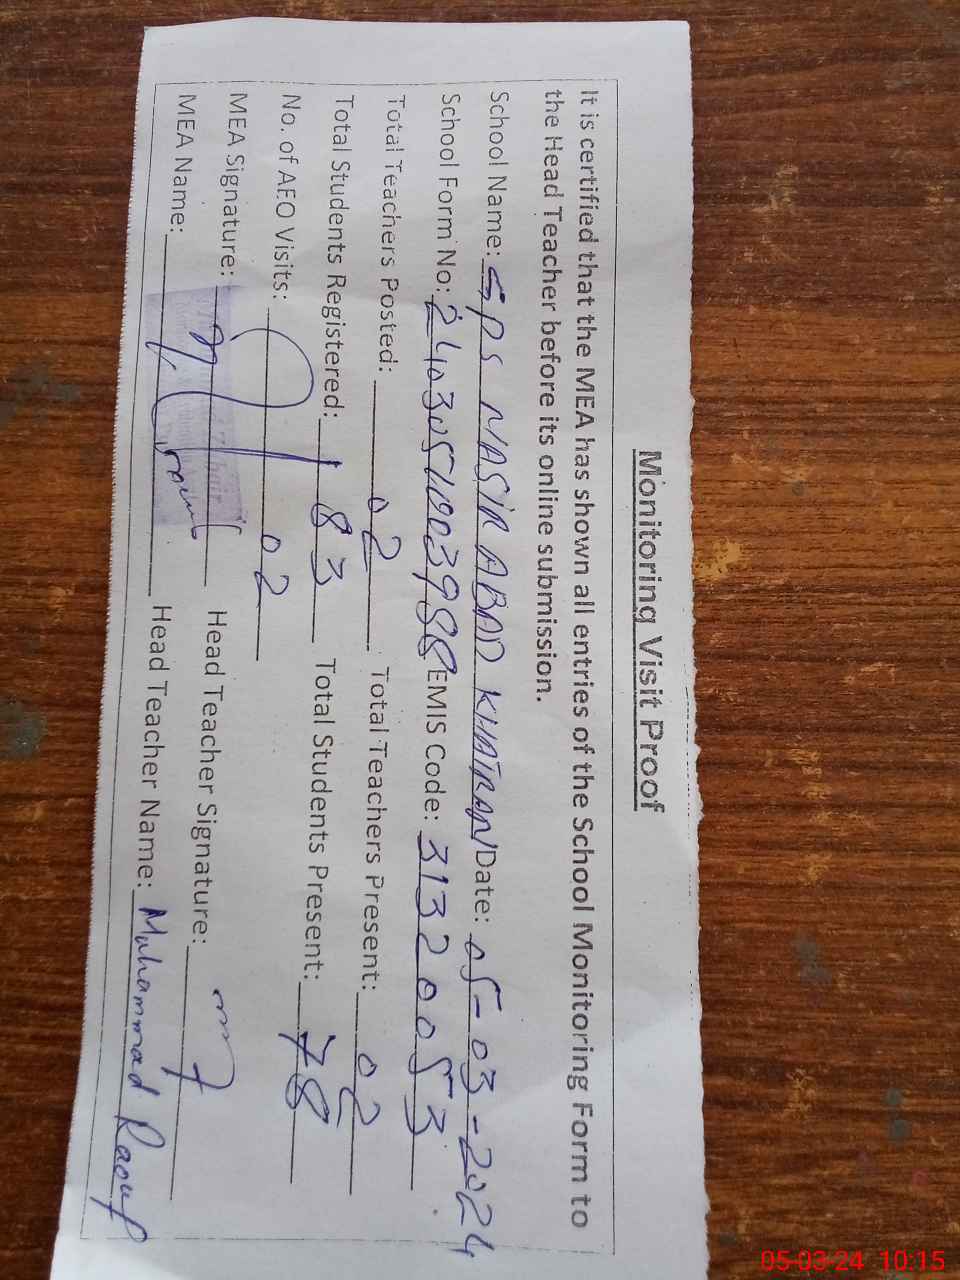 Monitoring Visit Proof
It is certified that the MEA has shown all entries of the School Monitoring Form to
the Head Teacher before its online submission.
School Name: GPS NASIR ABAD KHATRAN Date: 05-03-2024
School Form No: EMIS Code: 31320053
Total Teachers Posted: 02 Total Teachers Present: 02
Total Students Registered: 83 Total Students Present: 78
No. of AEO Visits: 02
MEA Signature: Head Teacher Signature:
MEA Name: Head Teacher Name: Muhammad Raouf
05-03-24 10:15